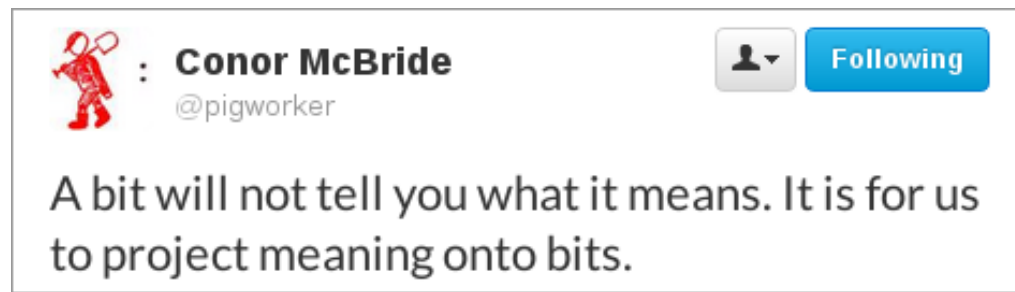 : Conor McBride
@pigworker
Following
A bit will not tell you what it means. It is for us
to project meaning onto bits.